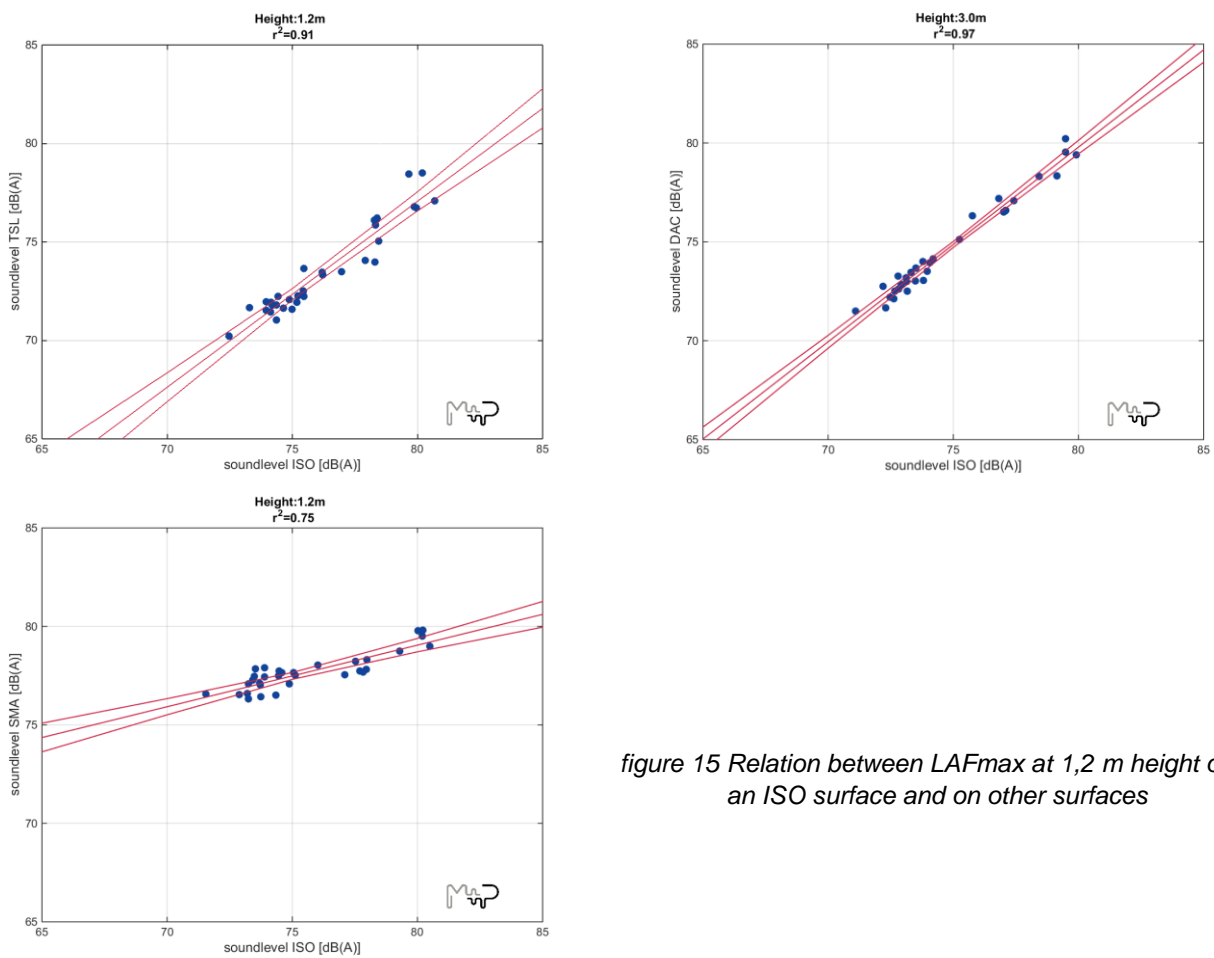 Height:1.2m
r²=0.91
85
80
75
70
65
65 70 75 80 85
soundlevel TSL [dB(A)]
soundlevel ISO [dB(A)]
M+P
Height:3.0m
r²=0.97
85
80
75
70
65
65 70 75 80 85
soundlevel DAC [dB(A)]
soundlevel ISO [dB(A)]
M+P
Height:1.2m
r²=0.75
85
80
75
70
65
65 70 75 80 85
soundlevel SMA [dB(A)]
soundlevel ISO [dB(A)]
M+P
figure 15 Relation between LAFmax at 1,2 m height
an ISO surface and on other surfaces